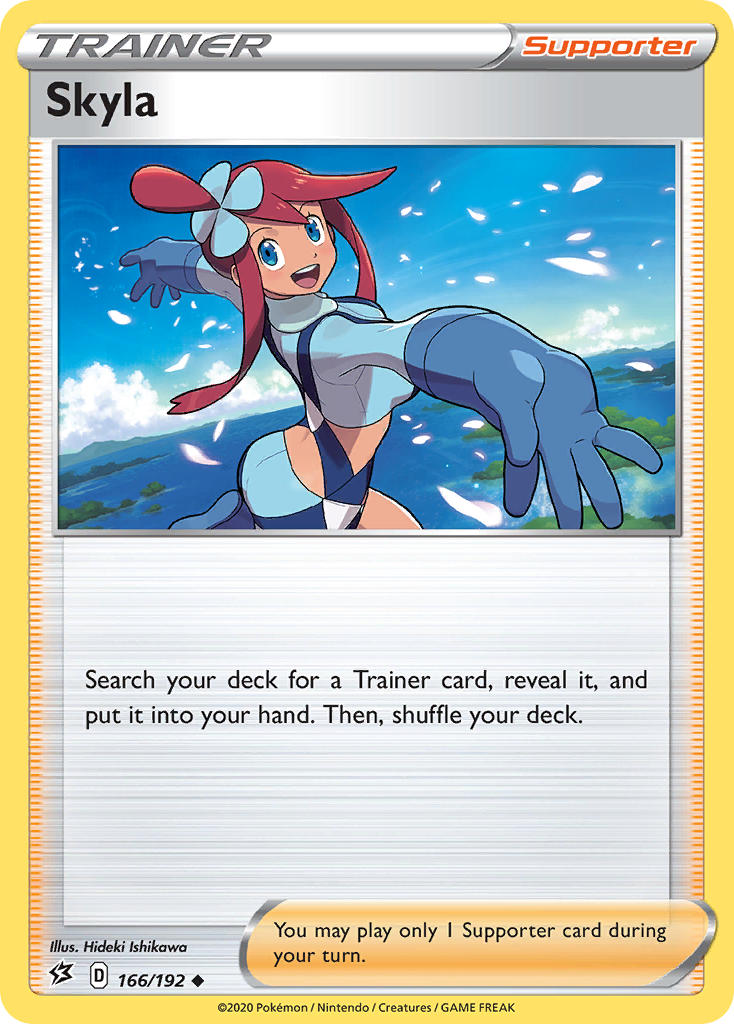 TRAINER Supporter
Skyla
Search your deck for a Trainer card, reveal it, and
put it into your hand. Then, shuffle your deck.
You may play only 1 Supporter card during
your turn.
Illus. Hideki Ishikawa
D 166/192
©2020 Pokémon / Nintendo / Creatures / GAME FREAK